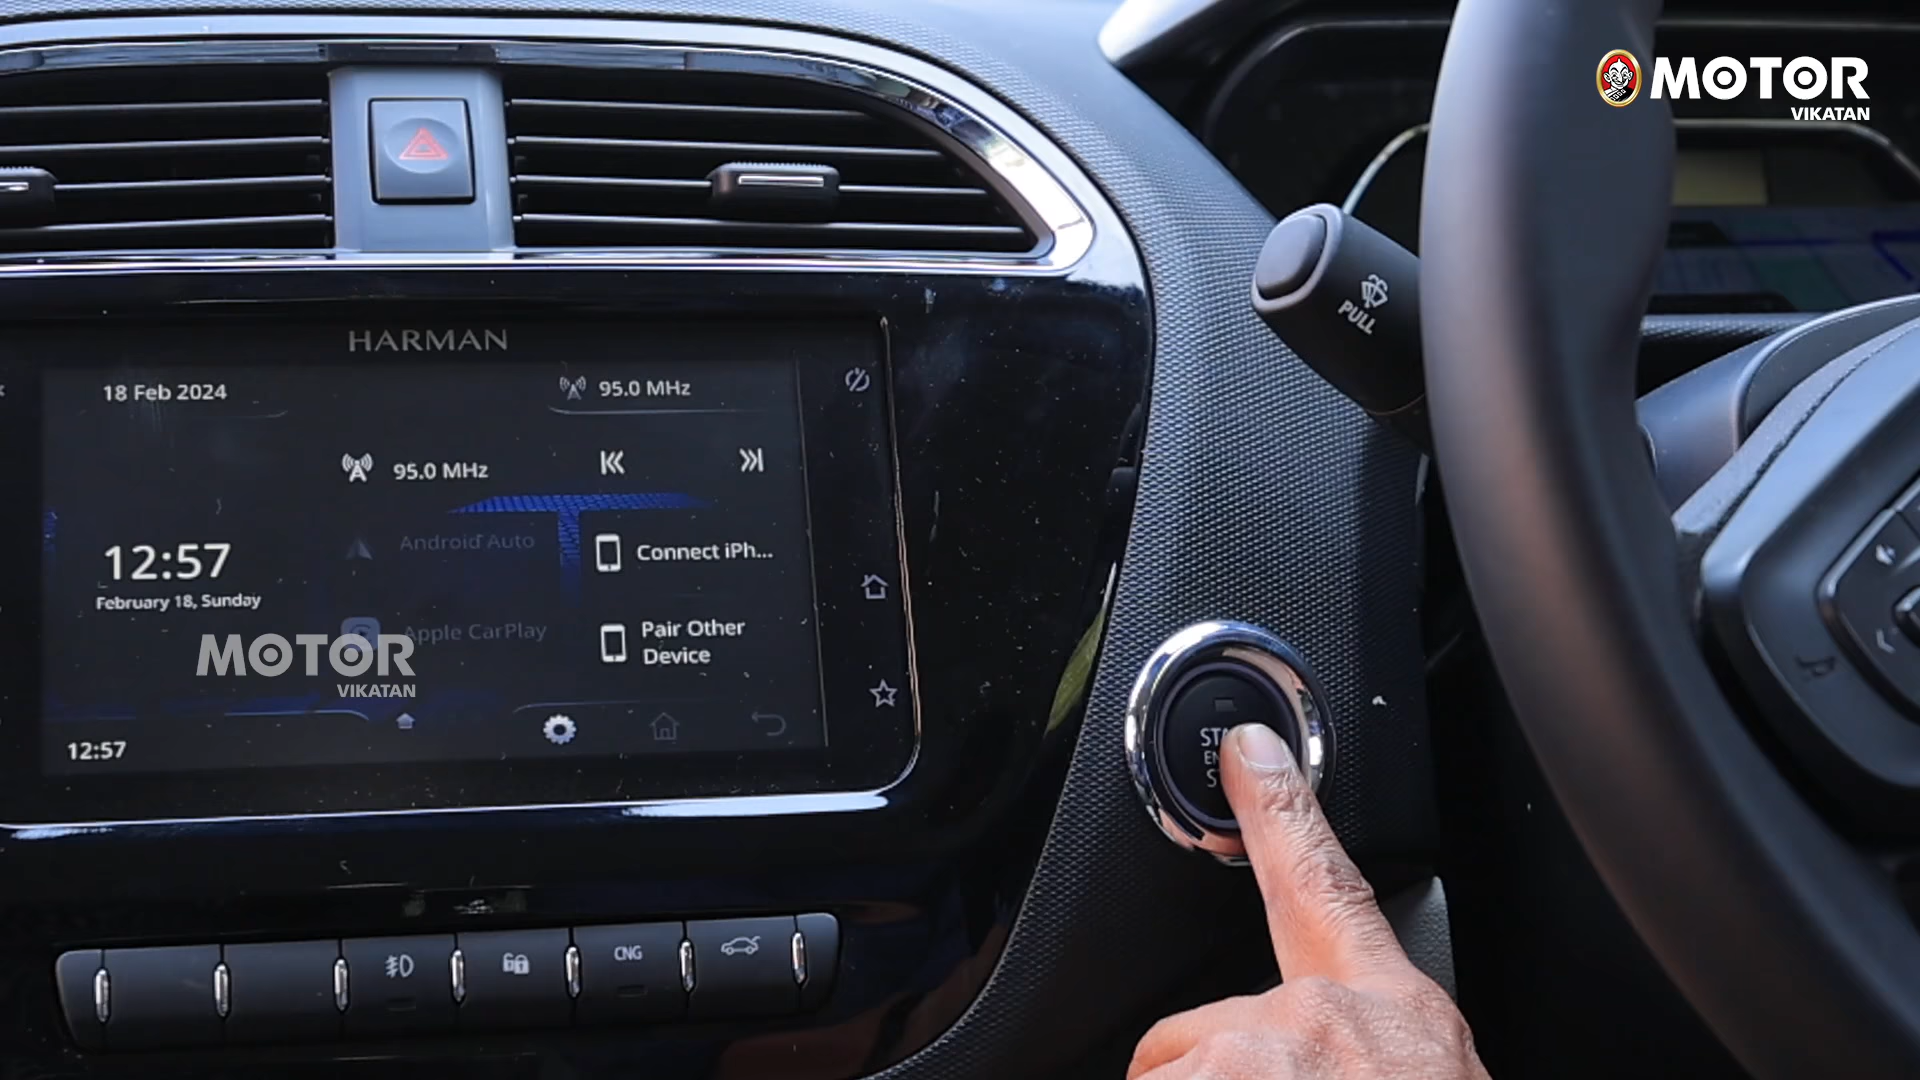 MOTOR
VIKATAN
PULL
HARMAN
18 Feb 2024
95.0 MHz
95.0 MHz
Android Auto
Connect iPh...
12:57
February 18, Sunday
Apple CarPlay
Pair Other
Device
MOTOR
VIKATAN
12:57
CNG